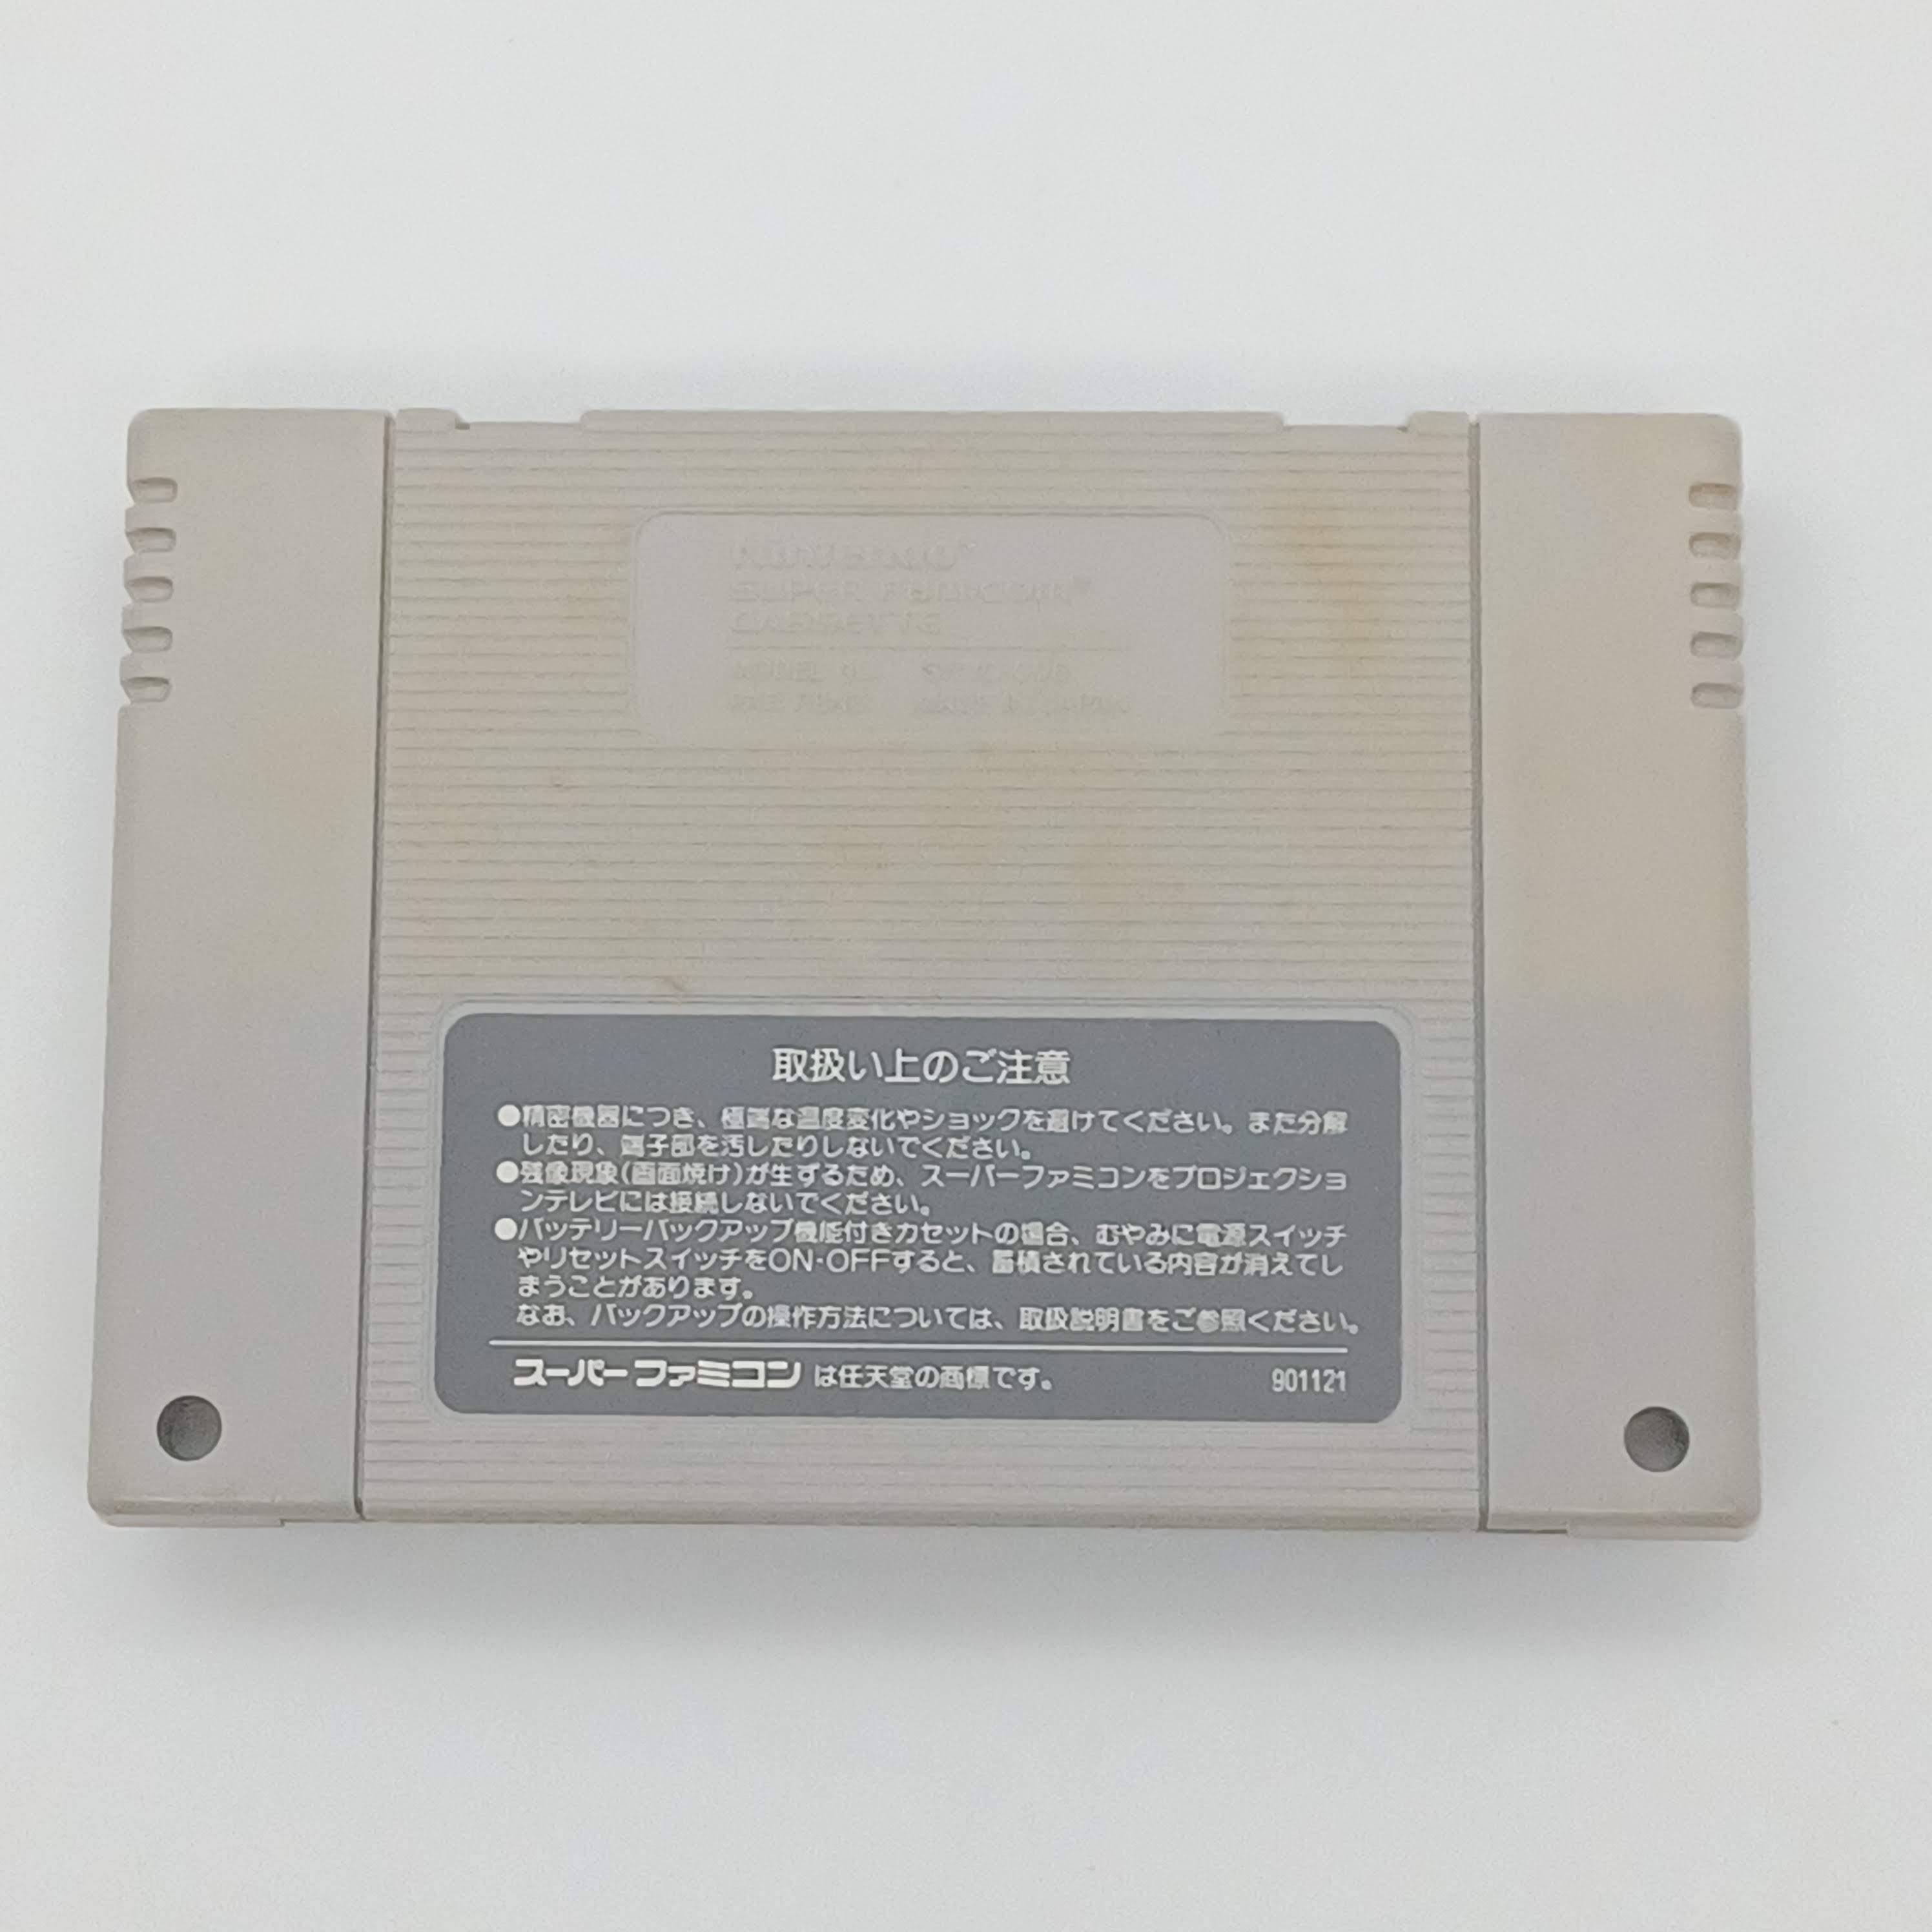 Nintendo
SUPER FAMICOM
取扱い上のご注意
●精密機器につき、極端な温度変化やショックを避けてください。また分解
したり、端子部を汚したりしないでください。
●残像現象(画面焼け)が生ずるため、スーパーファミコンをプロジェクショ
ンテレビには接続しないでください。
●バッテリーバックアップ機能付きカセットの場合、むやみに電源スイッチ
やリセットスイッチをON・OFFすると、蓄積されている内容が消えてし
まうことがあります。
なお、バックアップの操作方法については、取扱説明書をご参照ください。
スーパーファミコン は任天堂の商標です。 901121